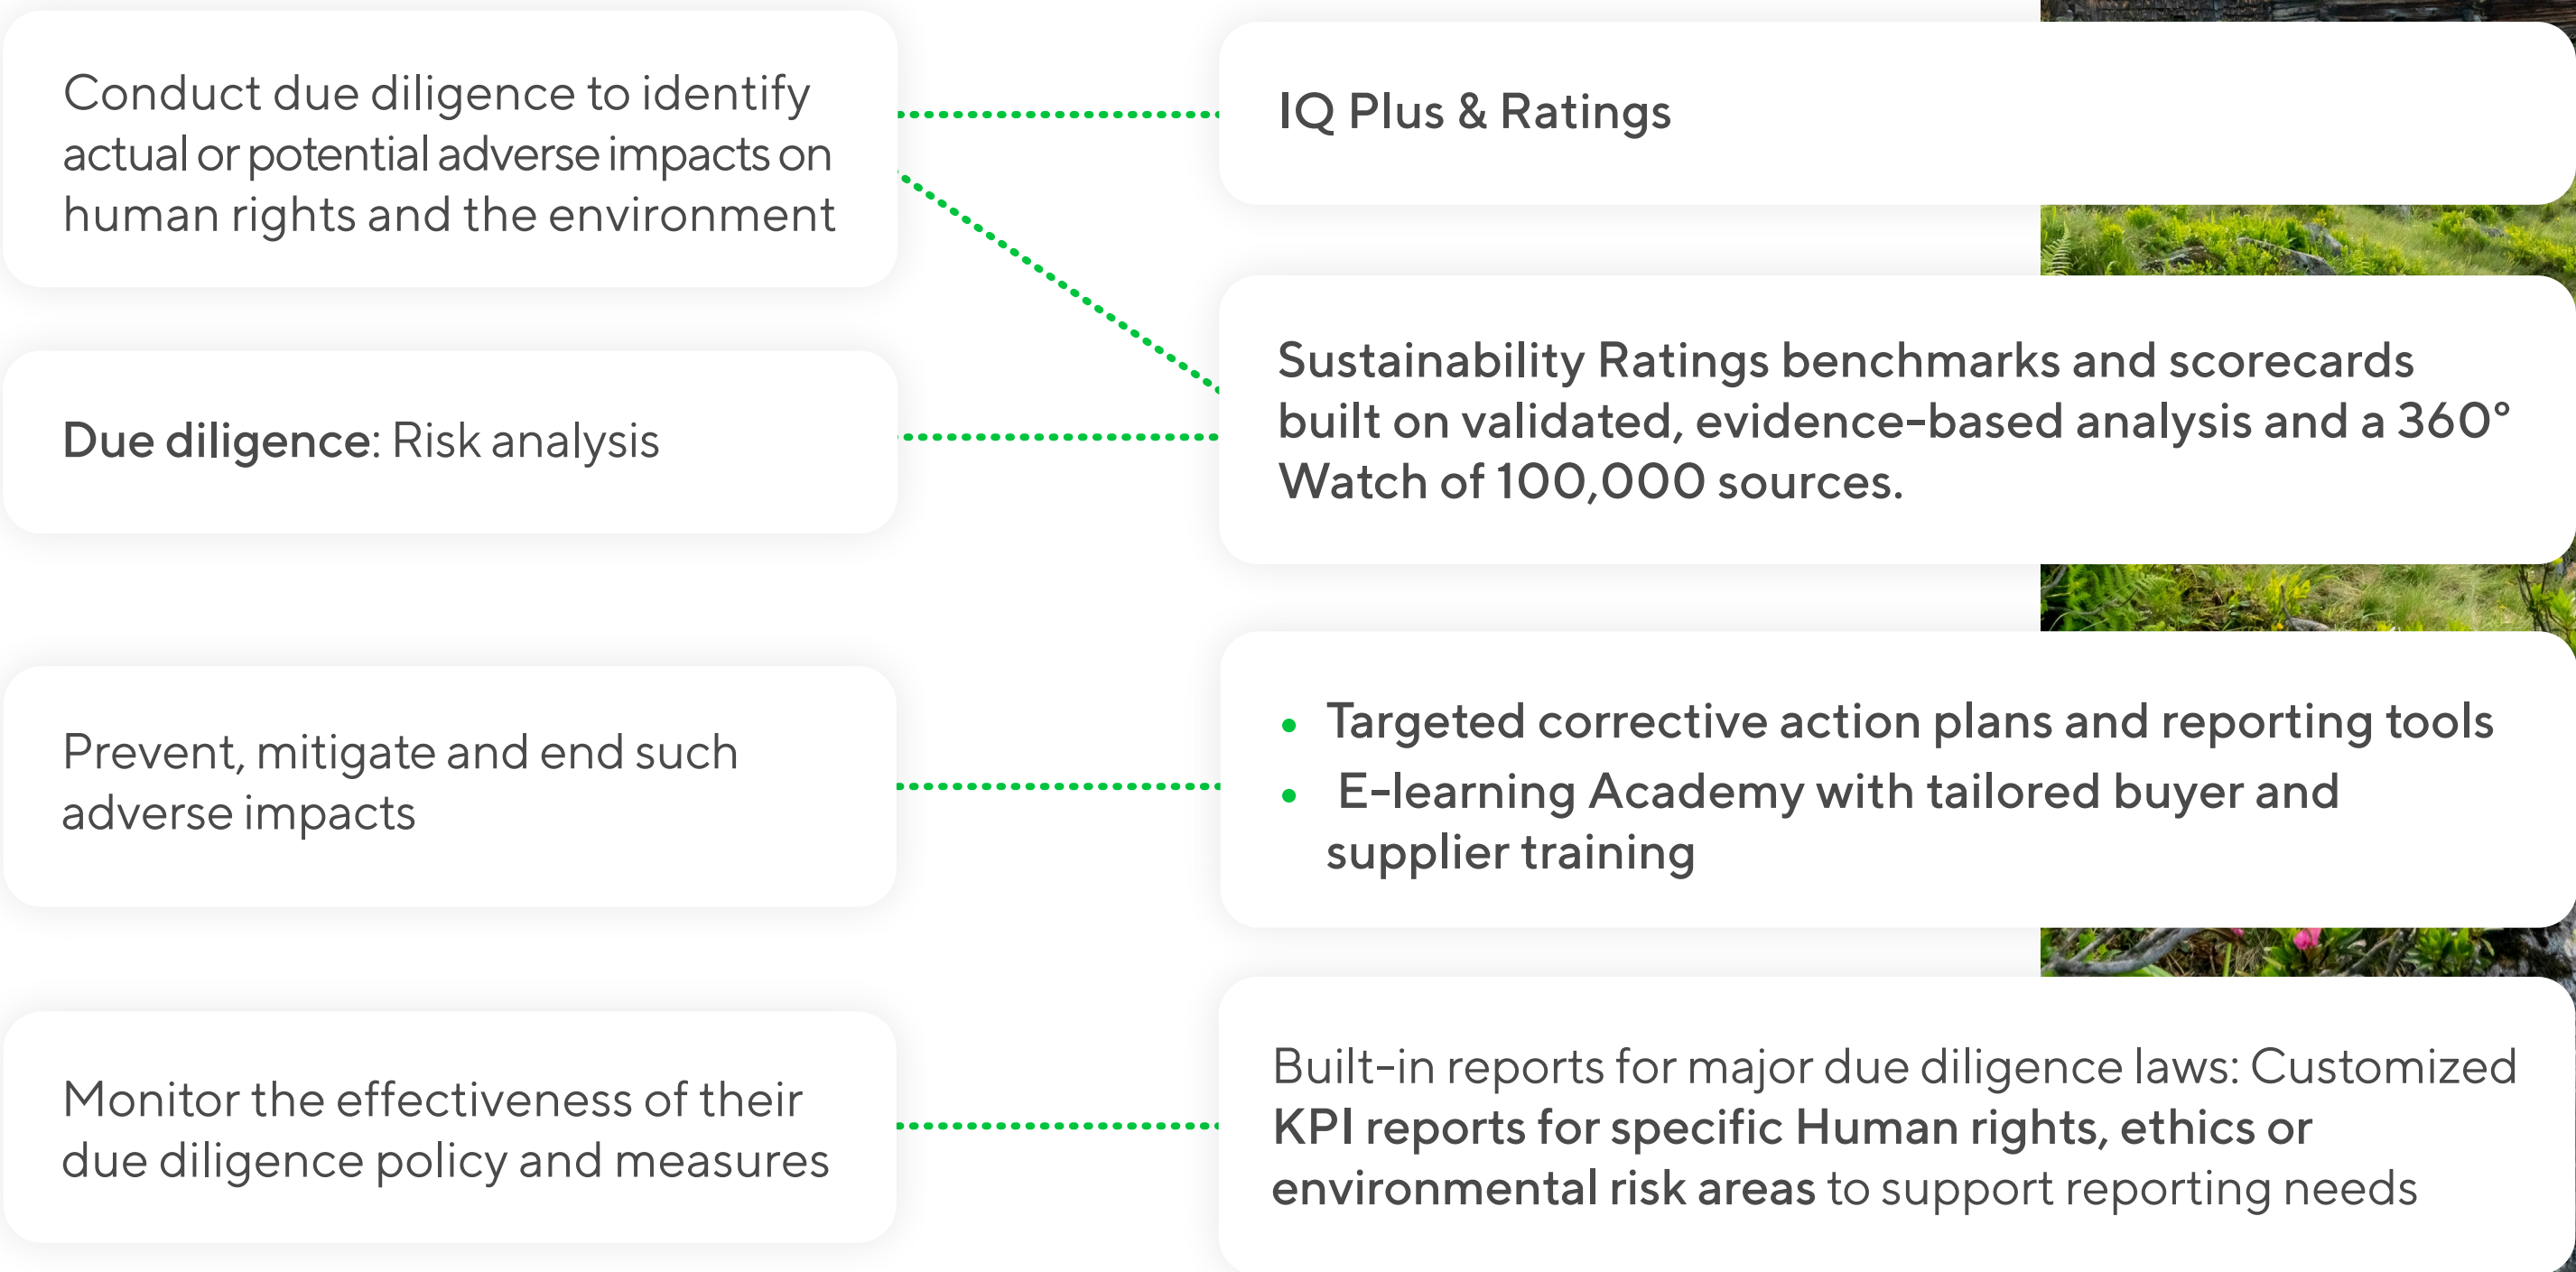 Conduct due diligence to identify
actual or potential adverse impacts on
human rights and the environment
IQ Plus & Ratings
Due diligence: Risk analysis
Sustainability Ratings benchmarks and scorecards
built on validated, evidence-based analysis and a 360°
Watch of 100,000 sources.
Prevent, mitigate and end such
adverse impacts
• Targeted corrective action plans and reporting tools
• E-learning Academy with tailored buyer and
supplier training
Monitor the effectiveness of their
due diligence policy and measures
Built-in reports for major due diligence laws: Customized
KPI reports for specific Human rights, ethics or
environmental risk areas to support reporting needs